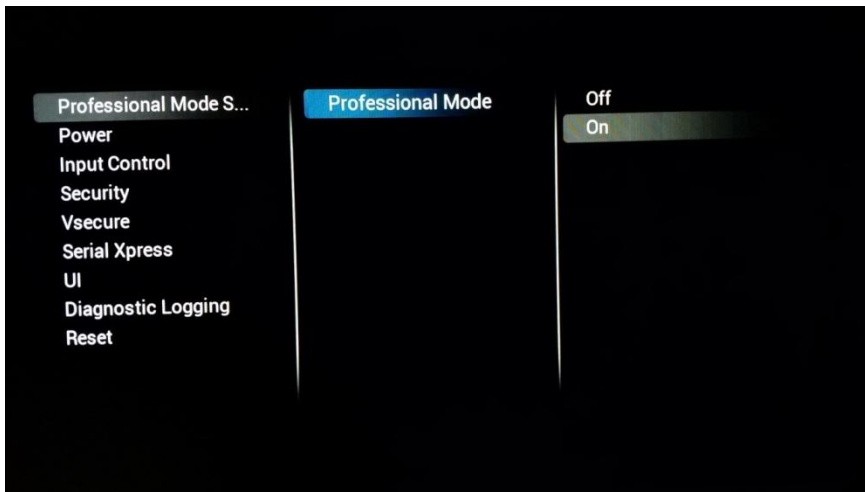 Professional Mode S...
Power
Input Control
Security
Vsecure
Serial Xpress
UI
Diagnostic Logging
Reset
Professional Mode
Off
On